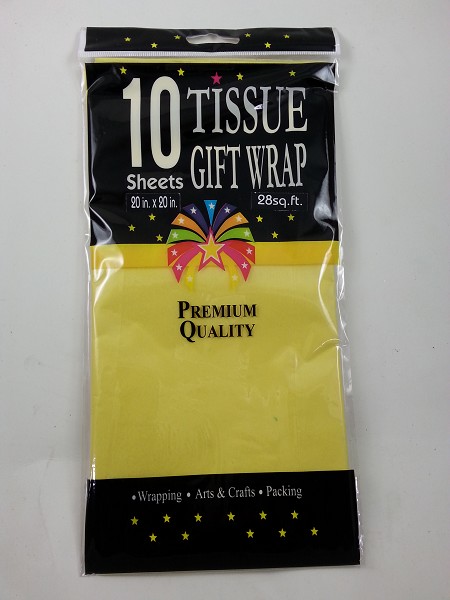 10 TISSUE
Sheets GIFT WRAP
20 in. x 20 in. 28sq.ft.
PREMIUM
QUALITY
• Wrapping • Arts & Crafts • Packing